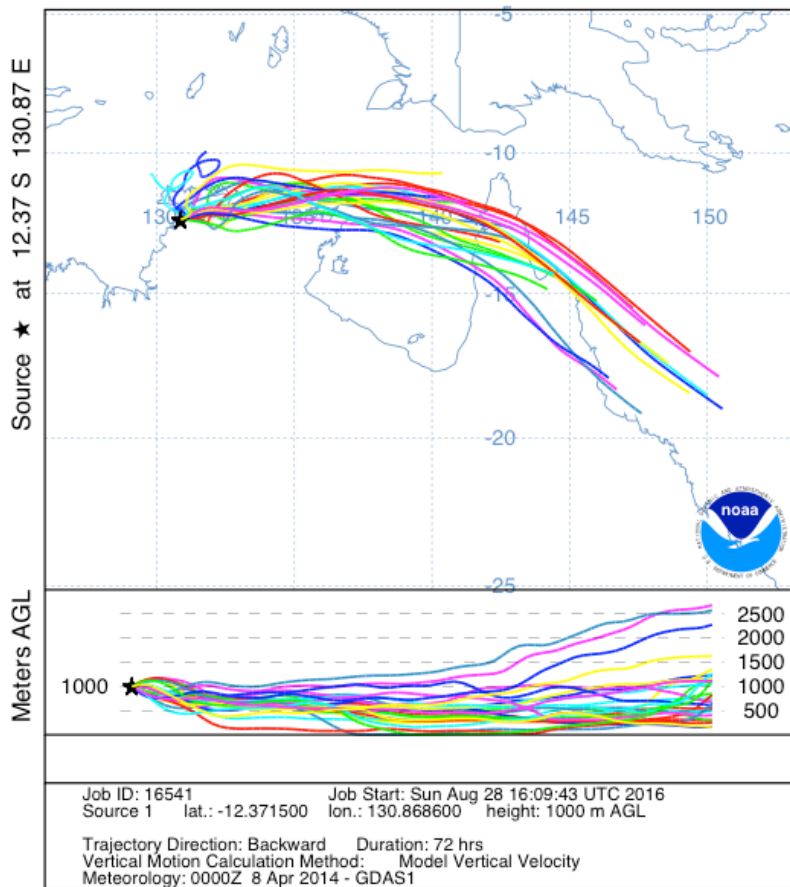 Source ★ at 12.37 S 130.87 E
-5
-10
130 135 140 145 150
-15
-20
-25
noaa
Meters AGL
1000
2500
2000
1500
1000
500
Job ID: 16541 Job Start: Sun Aug 28 16:09:43 UTC 2016
Source 1 lat.: -12.371500 lon.: 130.868600 height: 1000 m AGL
Trajectory Direction: Backward Duration: 72 hrs
Vertical Motion Calculation Method: Model Vertical Velocity
Meteorology: 0000Z 8 Apr 2014 - GDAS1